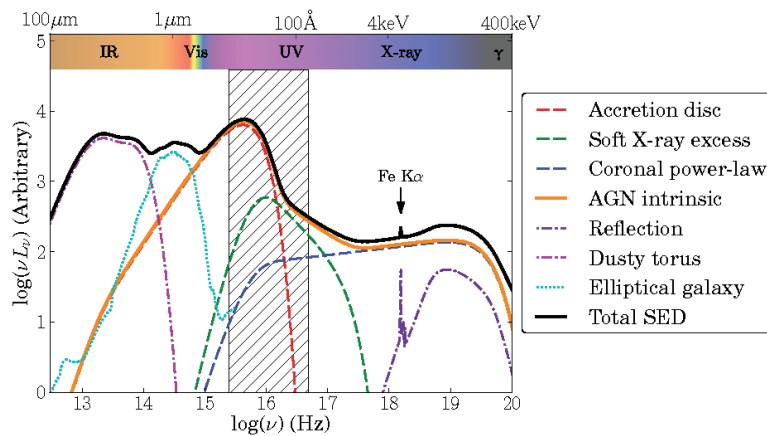 100μm 1μm 100Å 4keV 400keV
IR Vis UV X-ray γ
5
4
3
2
1
0
log(νLν) (Arbitrary)
Fe Kα
13 14 15 16 17 18 19 20
log(ν) (Hz)
Accretion disc
Soft X-ray excess
Coronal power-law
AGN intrinsic
Reflection
Dusty torus
Elliptical galaxy
Total SED